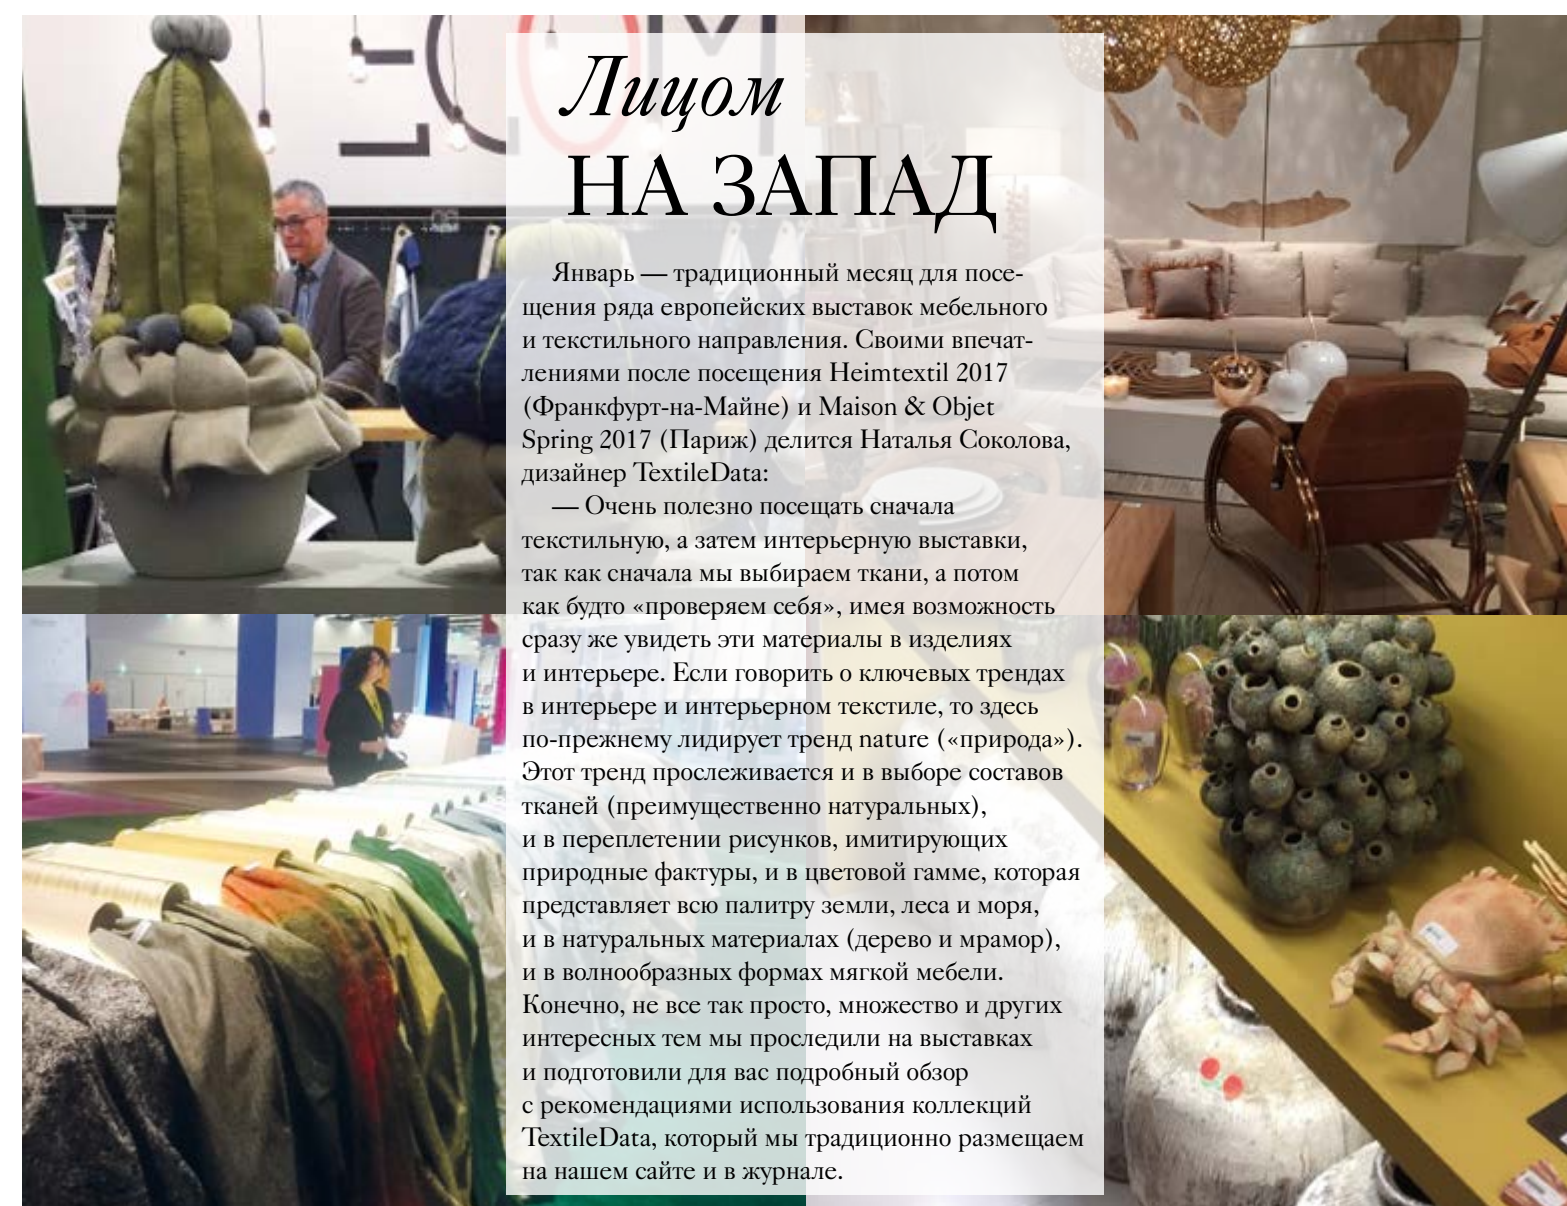 Лицом
НА ЗАПАД
Январь — традиционный месяц для посе-
щения ряда европейских выставок мебельного
и текстильного направления. Своими впечат-
лениями после посещения Heimtextil 2017
(Франкфурт-на-Майне) и Maison & Objet
Spring 2017 (Париж) делится Наталья Соколова,
дизайнер TextileData:
— Очень полезно посещать сначала
текстильную, а затем интерьерную выставки,
так как сначала мы выбираем ткани, а потом
как будто «проверяем себя», имея возможность
сразу же увидеть эти материалы в изделиях
и интерьере. Если говорить о ключевых трендах
в интерьере и интерьерном текстиле, то здесь
по-прежнему лидирует тренд nature («природа»).
Этот тренд прослеживается и в выборе составов
тканей (преимущественно натуральных),
и в переплетении рисунков, имитирующих
природные фактуры, и в цветовой гамме, которая
представляет всю палитру земли, леса и моря,
и в натуральных материалах (дерево и мрамор),
и в волнообразных формах мягкой мебели.
Конечно, не все так просто, множество и других
интересных тем мы проследили на выставках
и подготовили для вас подробный обзор
с рекомендациями использования коллекций
TextileData, который мы традиционно размещаем
на нашем сайте и в журнале.